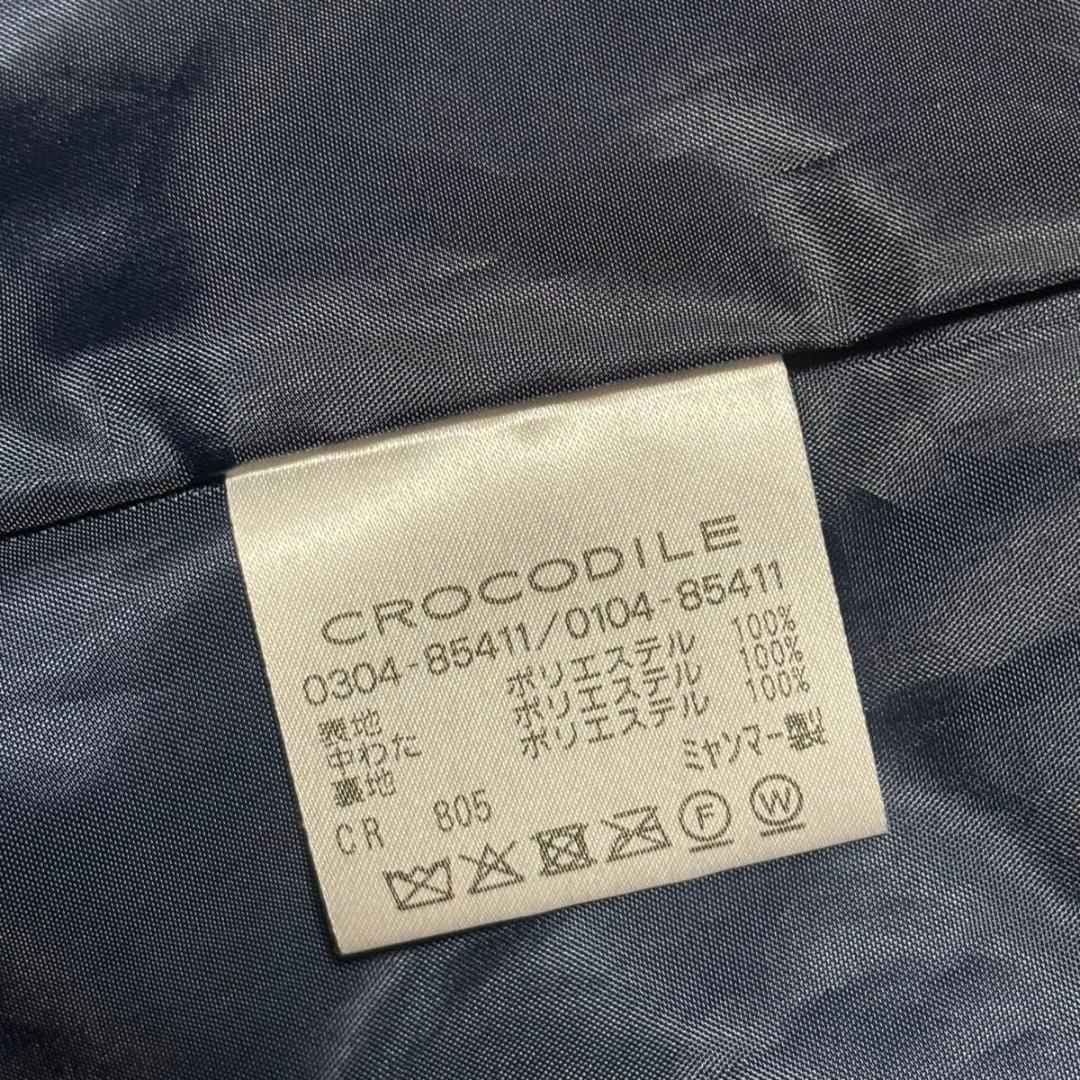 CROCODILE
0304-85411/0104-85411
表地 ポリエステル 100%
中わた ポリエステル 100%
裏地 ポリエステル 100%
CR 805 ミャンマー製
F W